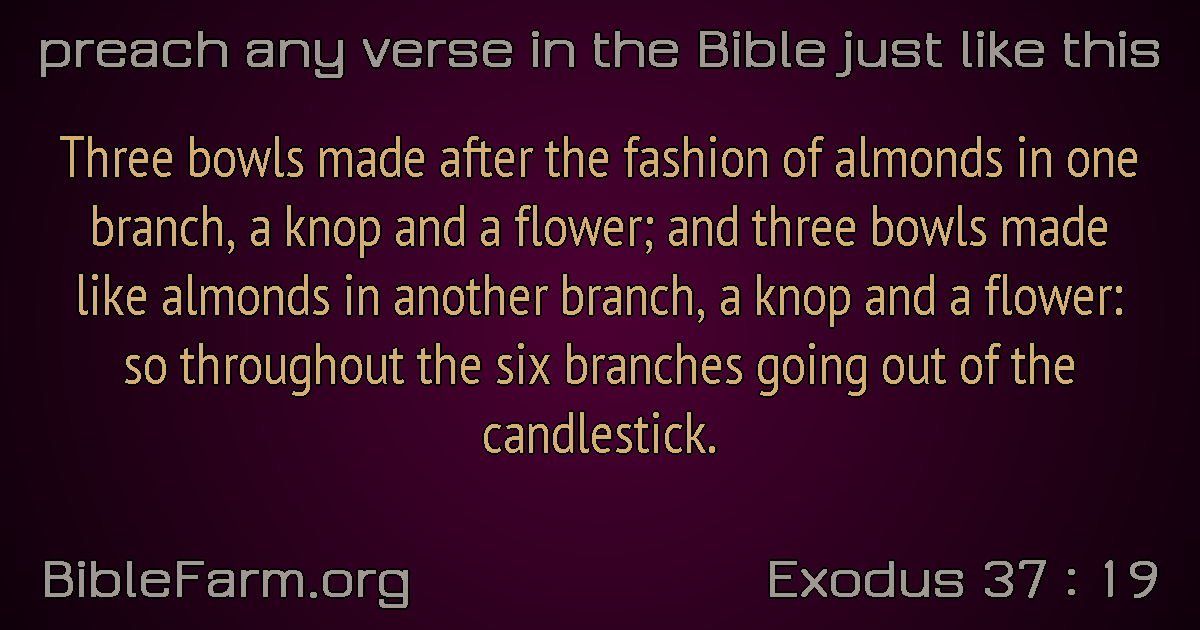 preach any verse in the Bible just like this
Three bowls made after the fashion of almonds in one
branch, a knop and a flower; and three bowls made
like almonds in another branch, a knop and a flower:
so throughout the six branches going out of the
candlestick.
BibleFarm.org
Exodus 37 : 19